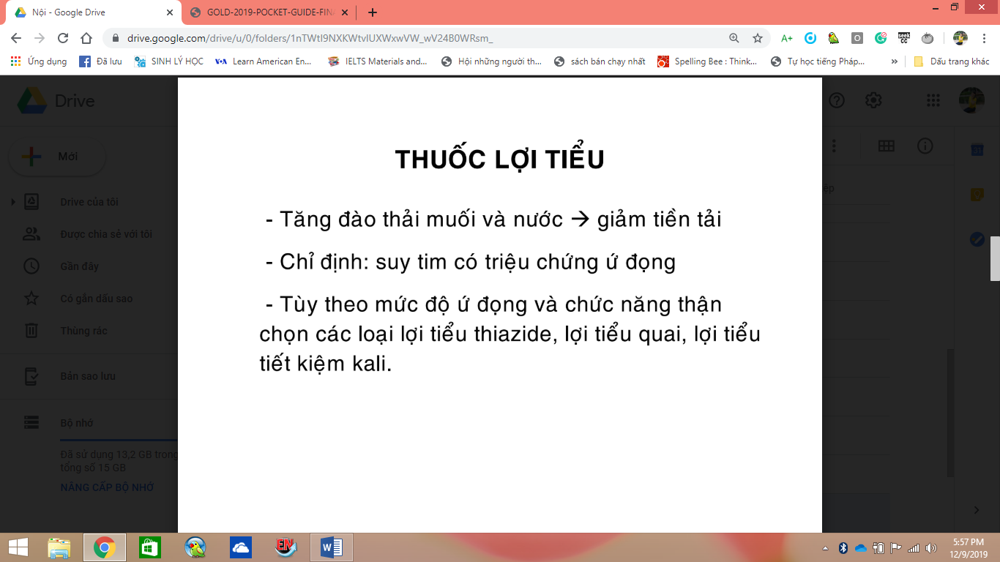 Nội - Google Drive
GOLD-2019-POCKET-GUIDE-FINA
drive.google.com/drive/u/0/folders/1nTWtI9NXKWtvIUXWxwVW_wV24B0WRsm_
Ứng dụng
Đã lưu
SINH LÝ HỌC
Learn American En...
IELTS Materials and...
Hội những người th...
sách bán chạy nhất
Spelling Bee : Think...
Tự học tiếng Pháp...
»
Dấu trang khác
Drive
Mới
Drive của tôi
Được chia sẻ với tôi
Gần đây
Có gắn dấu sao
Thùng rác
Bản sao lưu
Bộ nhớ
Đã sử dụng 13,2 GB trong
tổng số 15 GB
NÂNG CẤP BỘ NHỚ
THUỐC LỢI TIỂU
- Tăng đào thải muối và nước → giảm tiền tải
- Chỉ định: suy tim có triệu chứng ứ đọng
- Tùy theo mức độ ứ đọng và chức năng thận
chọn các loại lợi tiểu thiazide, lợi tiểu quai, lợi tiểu
tiết kiệm kali.
5:57 PM
12/9/2019